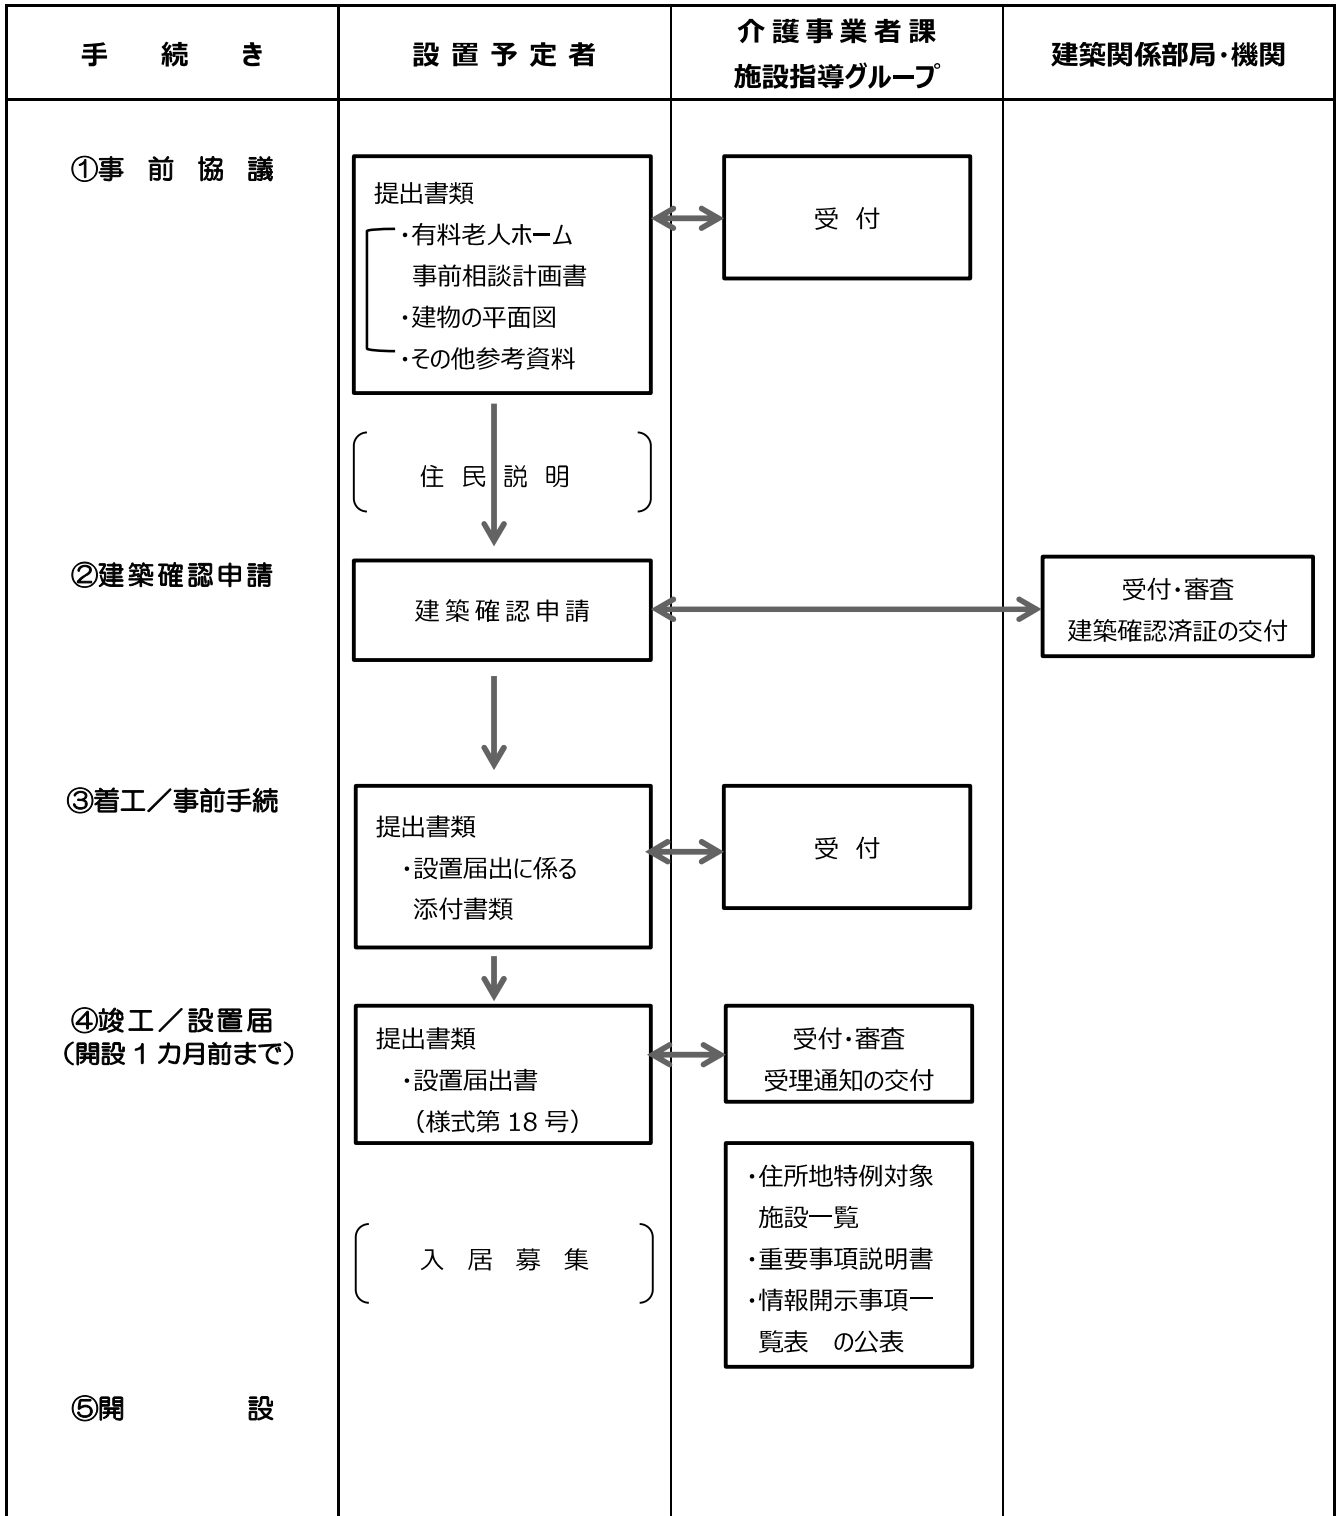 手 続 き
設置予定者
介護事業者課
施設指導グループ
建築関係部局・機関
①事前協議
提出書類
・有料老人ホーム
事前相談計画書
・建物の平面図
・その他参考資料
受 付
住民説明
②建築確認申請
建築確認申請
受付・審査
建築確認済証の交付
③着工／事前手続
提出書類
・設置届出に係る
添付書類
受 付
④竣工／設置届
（開設１カ月前まで）
提出書類
・設置届出書
（様式第 18 号）
受付・審査
受理通知の交付
・住所地特例対象
施設一覧
・重要事項説明書
・情報開示事項一
覧表　の公表
入居募集
⑤開 設